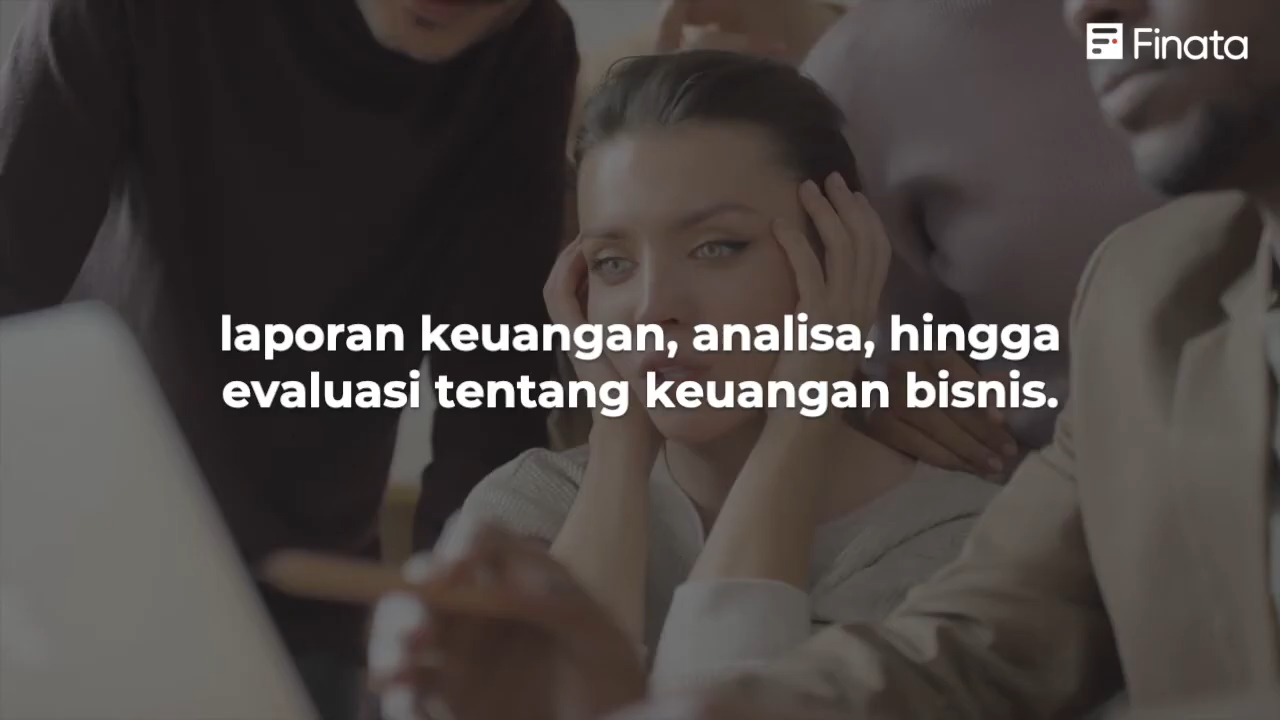 Finata
laporan keuangan, analisa, hingga
evaluasi tentang keuangan bisnis.